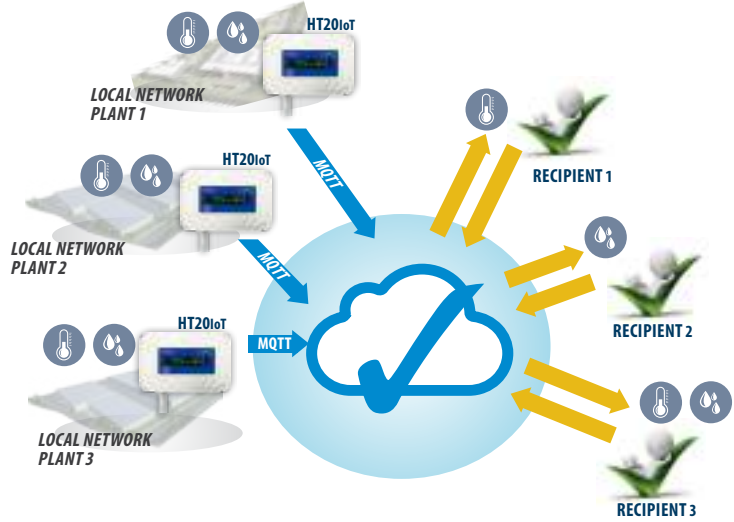 HT20IoT
LOCAL NETWORK
PLANT 1
MQTT
RECIPIENT 1
HT20IoT
LOCAL NETWORK
PLANT 2
MQTT
RECIPIENT 2
HT20IoT
MQTT
LOCAL NETWORK
PLANT 3
RECIPIENT 3